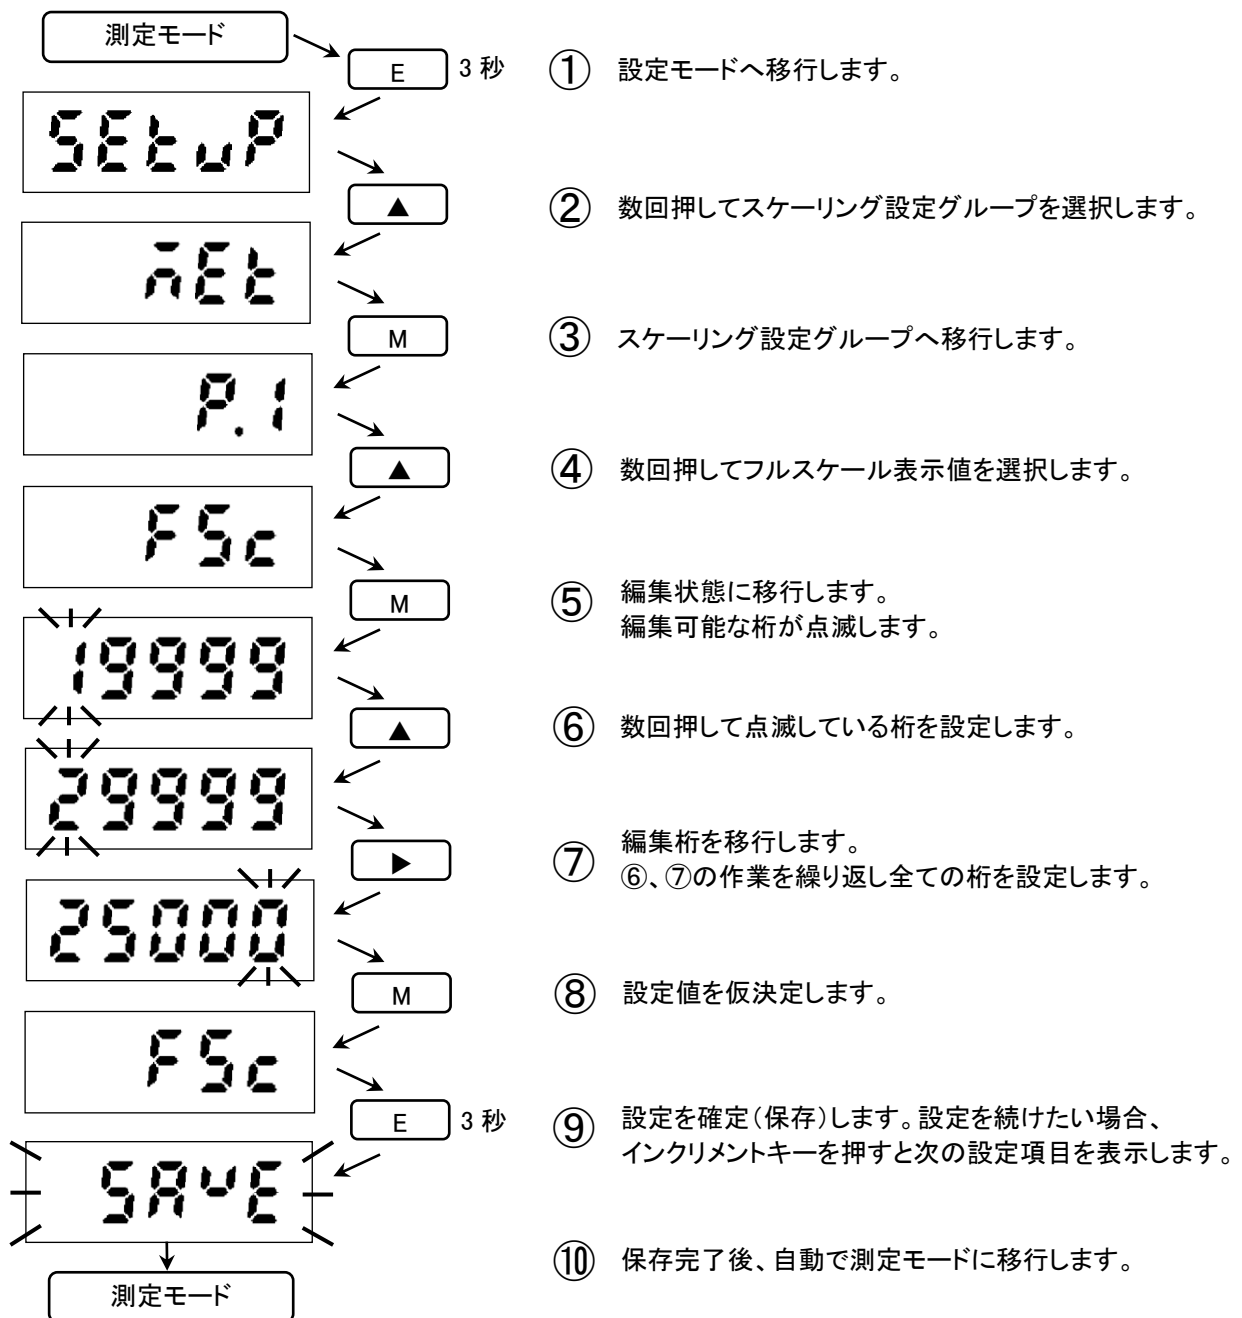 測定モード
E 3 秒 ① 設定モードへ移行します。
SEtuP
▲ ② 数回押してスケーリング設定グループを選択します。
mEt
M ③ スケーリング設定グループへ移行します。
P.1
▲ ④ 数回押してフルスケール表示値を選択します。
FSc
M ⑤ 編集状態に移行します。
編集可能な桁が点滅します。
19999
▲ ⑥ 数回押して点滅している桁を設定します。
29999
▶ ⑦ 編集桁を移行します。
⑥、⑦の作業を繰り返し全ての桁を設定します。
25000
M ⑧ 設定値を仮決定します。
FSc
E 3 秒 ⑨ 設定を確定(保存)します。設定を続けたい場合、
インクリメントキーを押すと次の設定項目を表示します。
SAvE
⑩ 保存完了後、自動で測定モードに移行します。
測定モード